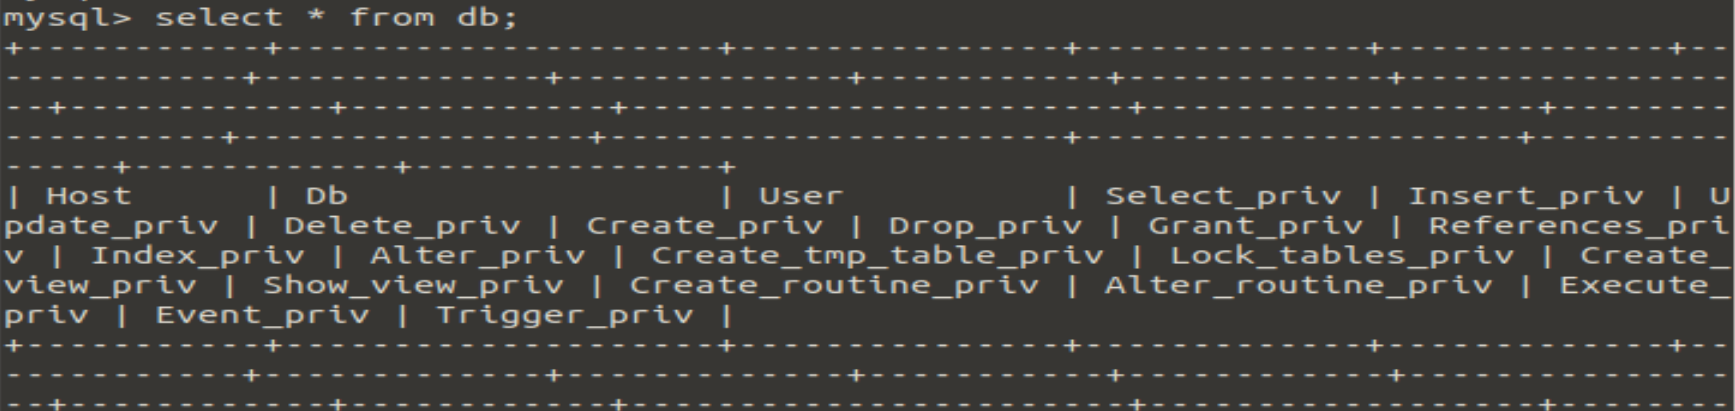 mysql> select * from db;
+-----------+--------------------+---------------+-------------+-------------+--
-----------+-------------+-------------+-----------+------------+---------------
--+------------+------------+-----------------------+------------------+--------
----------+----------------+---------------------+--------------------+---------
-----+------------+--------------+
| Host      | Db                 | User          | Select_priv | Insert_priv | U
pdate_priv | Delete_priv | Create_priv | Drop_priv | Grant_priv | References_pri
v | Index_priv | Alter_priv | Create_tmp_table_priv | Lock_tables_priv | Create_
view_priv | Show_view_priv | Create_routine_priv | Alter_routine_priv | Execute_
priv | Event_priv | Trigger_priv |
+-----------+--------------------+---------------+-------------+-------------+--
-----------+-------------+-------------+-----------+------------+---------------
--+------------+------------+-----------------------+------------------+--------